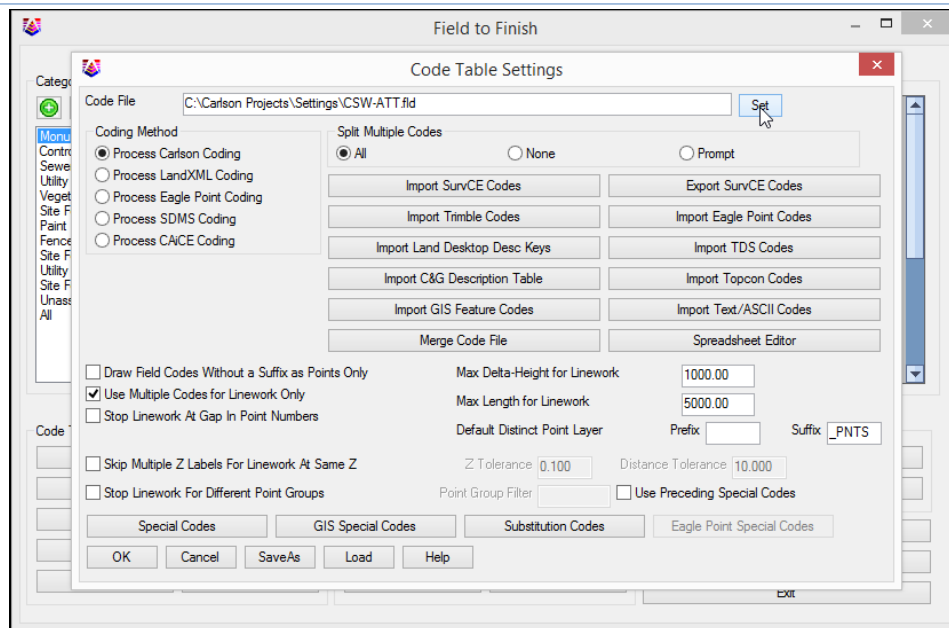 Field to Finish
Code Table Settings
Code File C:\Carlson Projects\Settings\CSW-ATT.fld Set
Coding Method
Process Carlson Coding
Process LandXML Coding
Process Eagle Point Coding
Process SDMS Coding
Process CAiCE Coding
Split Multiple Codes
All None Prompt
Import SurvCE Codes Export SurvCE Codes
Import Trimble Codes Import Eagle Point Codes
Import Land Desktop Desc Keys Import TDS Codes
Import C&G Description Table Import Topcon Codes
Import GIS Feature Codes Import Text/ASCII Codes
Merge Code File Spreadsheet Editor
Draw Field Codes Without a Suffix as Points Only
Use Multiple Codes for Linework Only
Stop Linework At Gap In Point Numbers
Max Delta-Height for Linework 1000.00
Max Length for Linework 5000.00
Default Distinct Point Layer Prefix Suffix _PNTS
Skip Multiple Z Labels For Linework At Same Z Z Tolerance 0.100 Distance Tolerance 10.000
Stop Linework For Different Point Groups Point Group Filter Use Preceding Special Codes
Special Codes GIS Special Codes Substitution Codes Eagle Point Special Codes
OK Cancel SaveAs Load Help
Categ
Monu
Contro
Sewe
Utility
Veget
Site F
Paint
Fence
Site F
Utility
Site F
Unass
All
Code
Exit